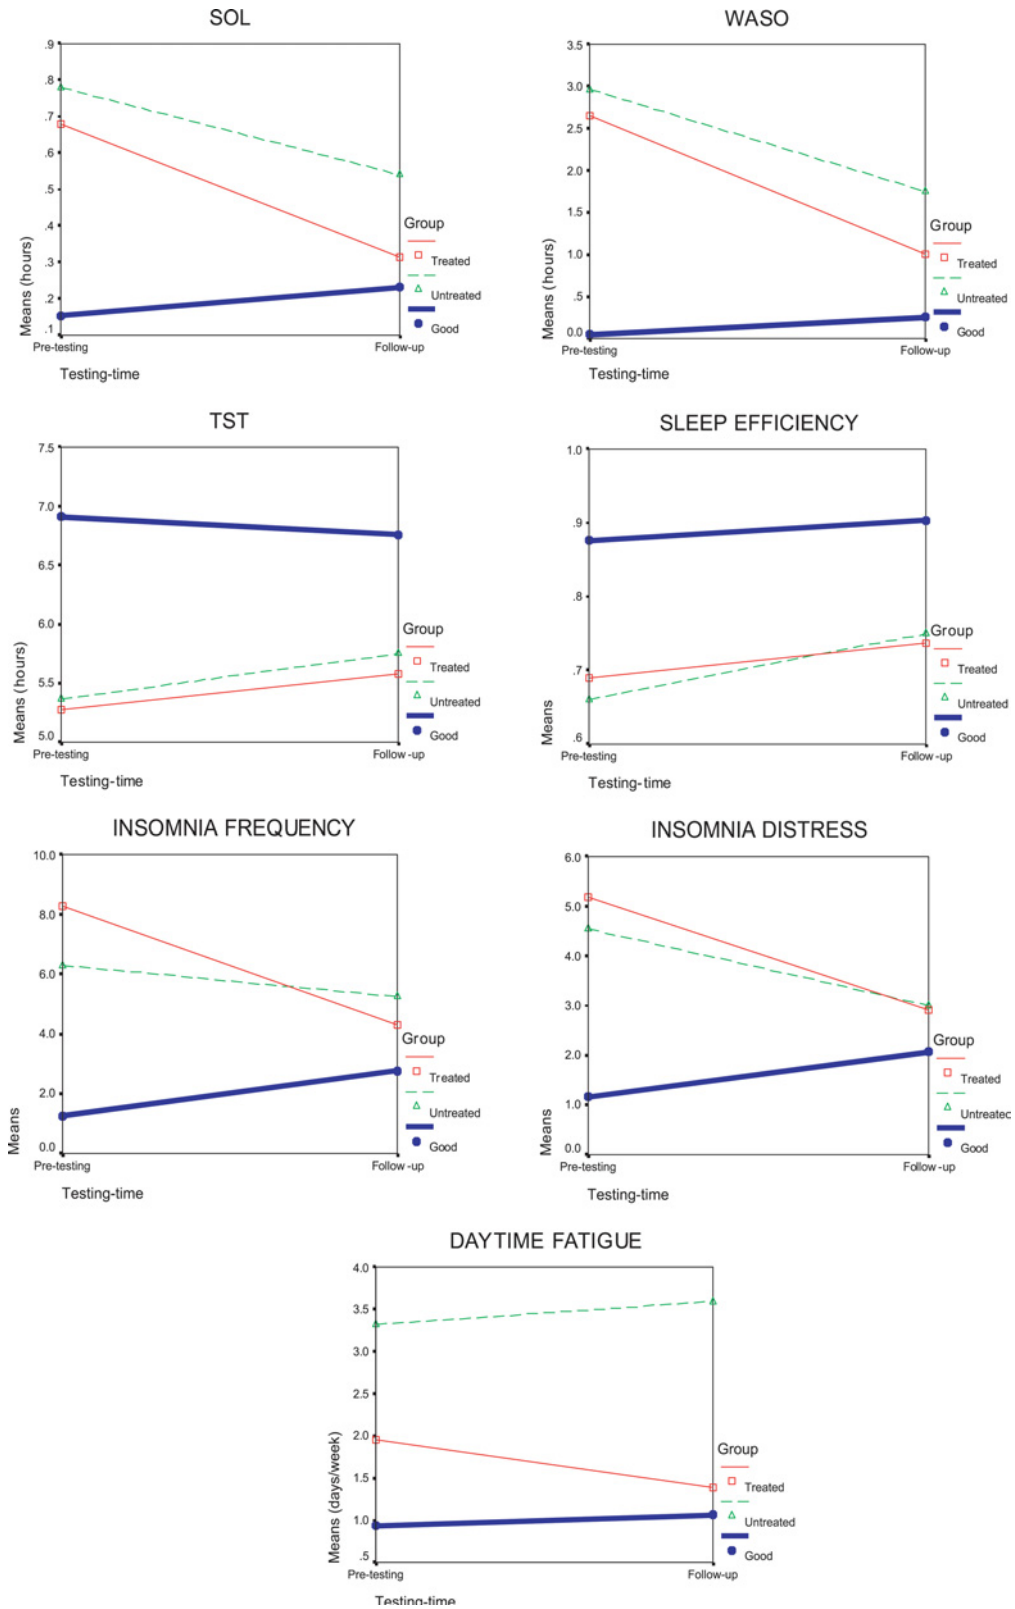 SOL
.9
.8
.7
.6
.5
.4
.3
.2
.1
Means (hours)
Pre-testing
Follow-up
Testing-time
Group
Treated
Untreated
Good
WASO
3.5
3.0
2.5
2.0
1.5
1.0
.5
0.0
Means (hours)
Pre-testing
Follow-up
Testing-time
Group
Treated
Untreated
Good
TST
7.5
7.0
6.5
6.0
5.5
5.0
Means (hours)
Pre-testing
Follow-up
Testing-time
Group
Treated
Untreated
Good
SLEEP EFFICIENCY
1.0
.9
.8
.7
.6
Means
Pre-testing
Follow-up
Testing-time
Group
Treated
Untreated
Good
INSOMNIA FREQUENCY
10.0
8.0
6.0
4.0
2.0
0.0
Means
Pre-testing
Follow-up
Testing-time
Group
Treated
Untreated
Good
INSOMNIA DISTRESS
6.0
5.0
4.0
3.0
2.0
1.0
0.0
Means
Pre-testing
Follow-up
Testing-time
Group
Treated
Untreatec
Good
DAYTIME FATIGUE
4.0
3.5
3.0
2.5
2.0
1.5
1.0
.5
Means (days/week)
Pre-testing
Follow-up
Testing-time
Group
Treated
Untreated
Good